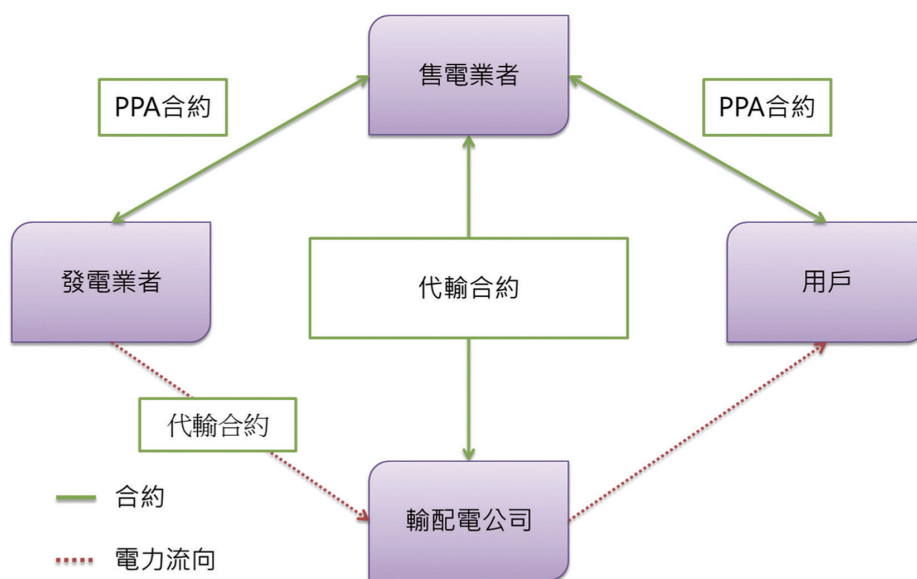 售電業者
PPA合約
PPA合約
發電業者
代輸合約
用戶
代輸合約
輸配電公司
合約
電力流向